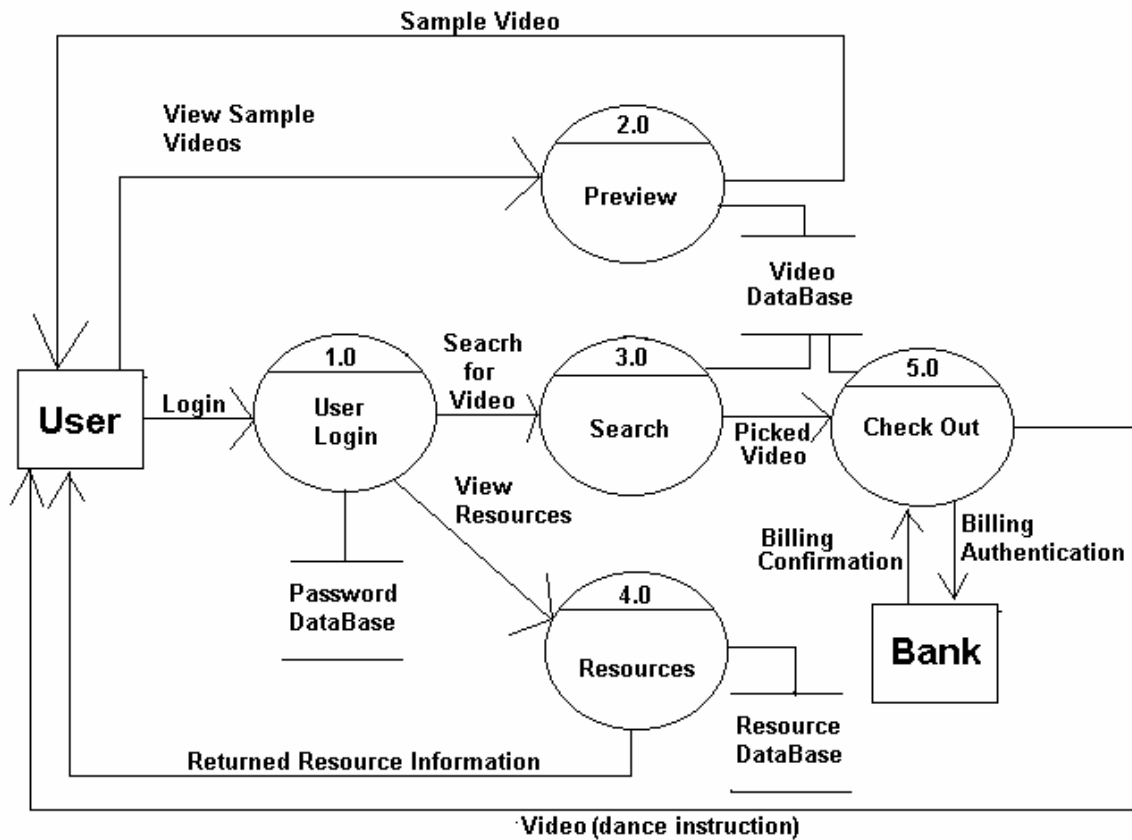 Sample Video
View Sample
Videos
2.0
Preview
Video
DataBase
User
Login
1.0
User
Login
Seacrh
for
Video
3.0
Search
Picked
Video
5.0
Check Out
View
Resources
Password
DataBase
Billing
Confirmation
Billing
Authentication
Bank
4.0
Resources
Resource
DataBase
Returned Resource Information
Video (dance instruction)